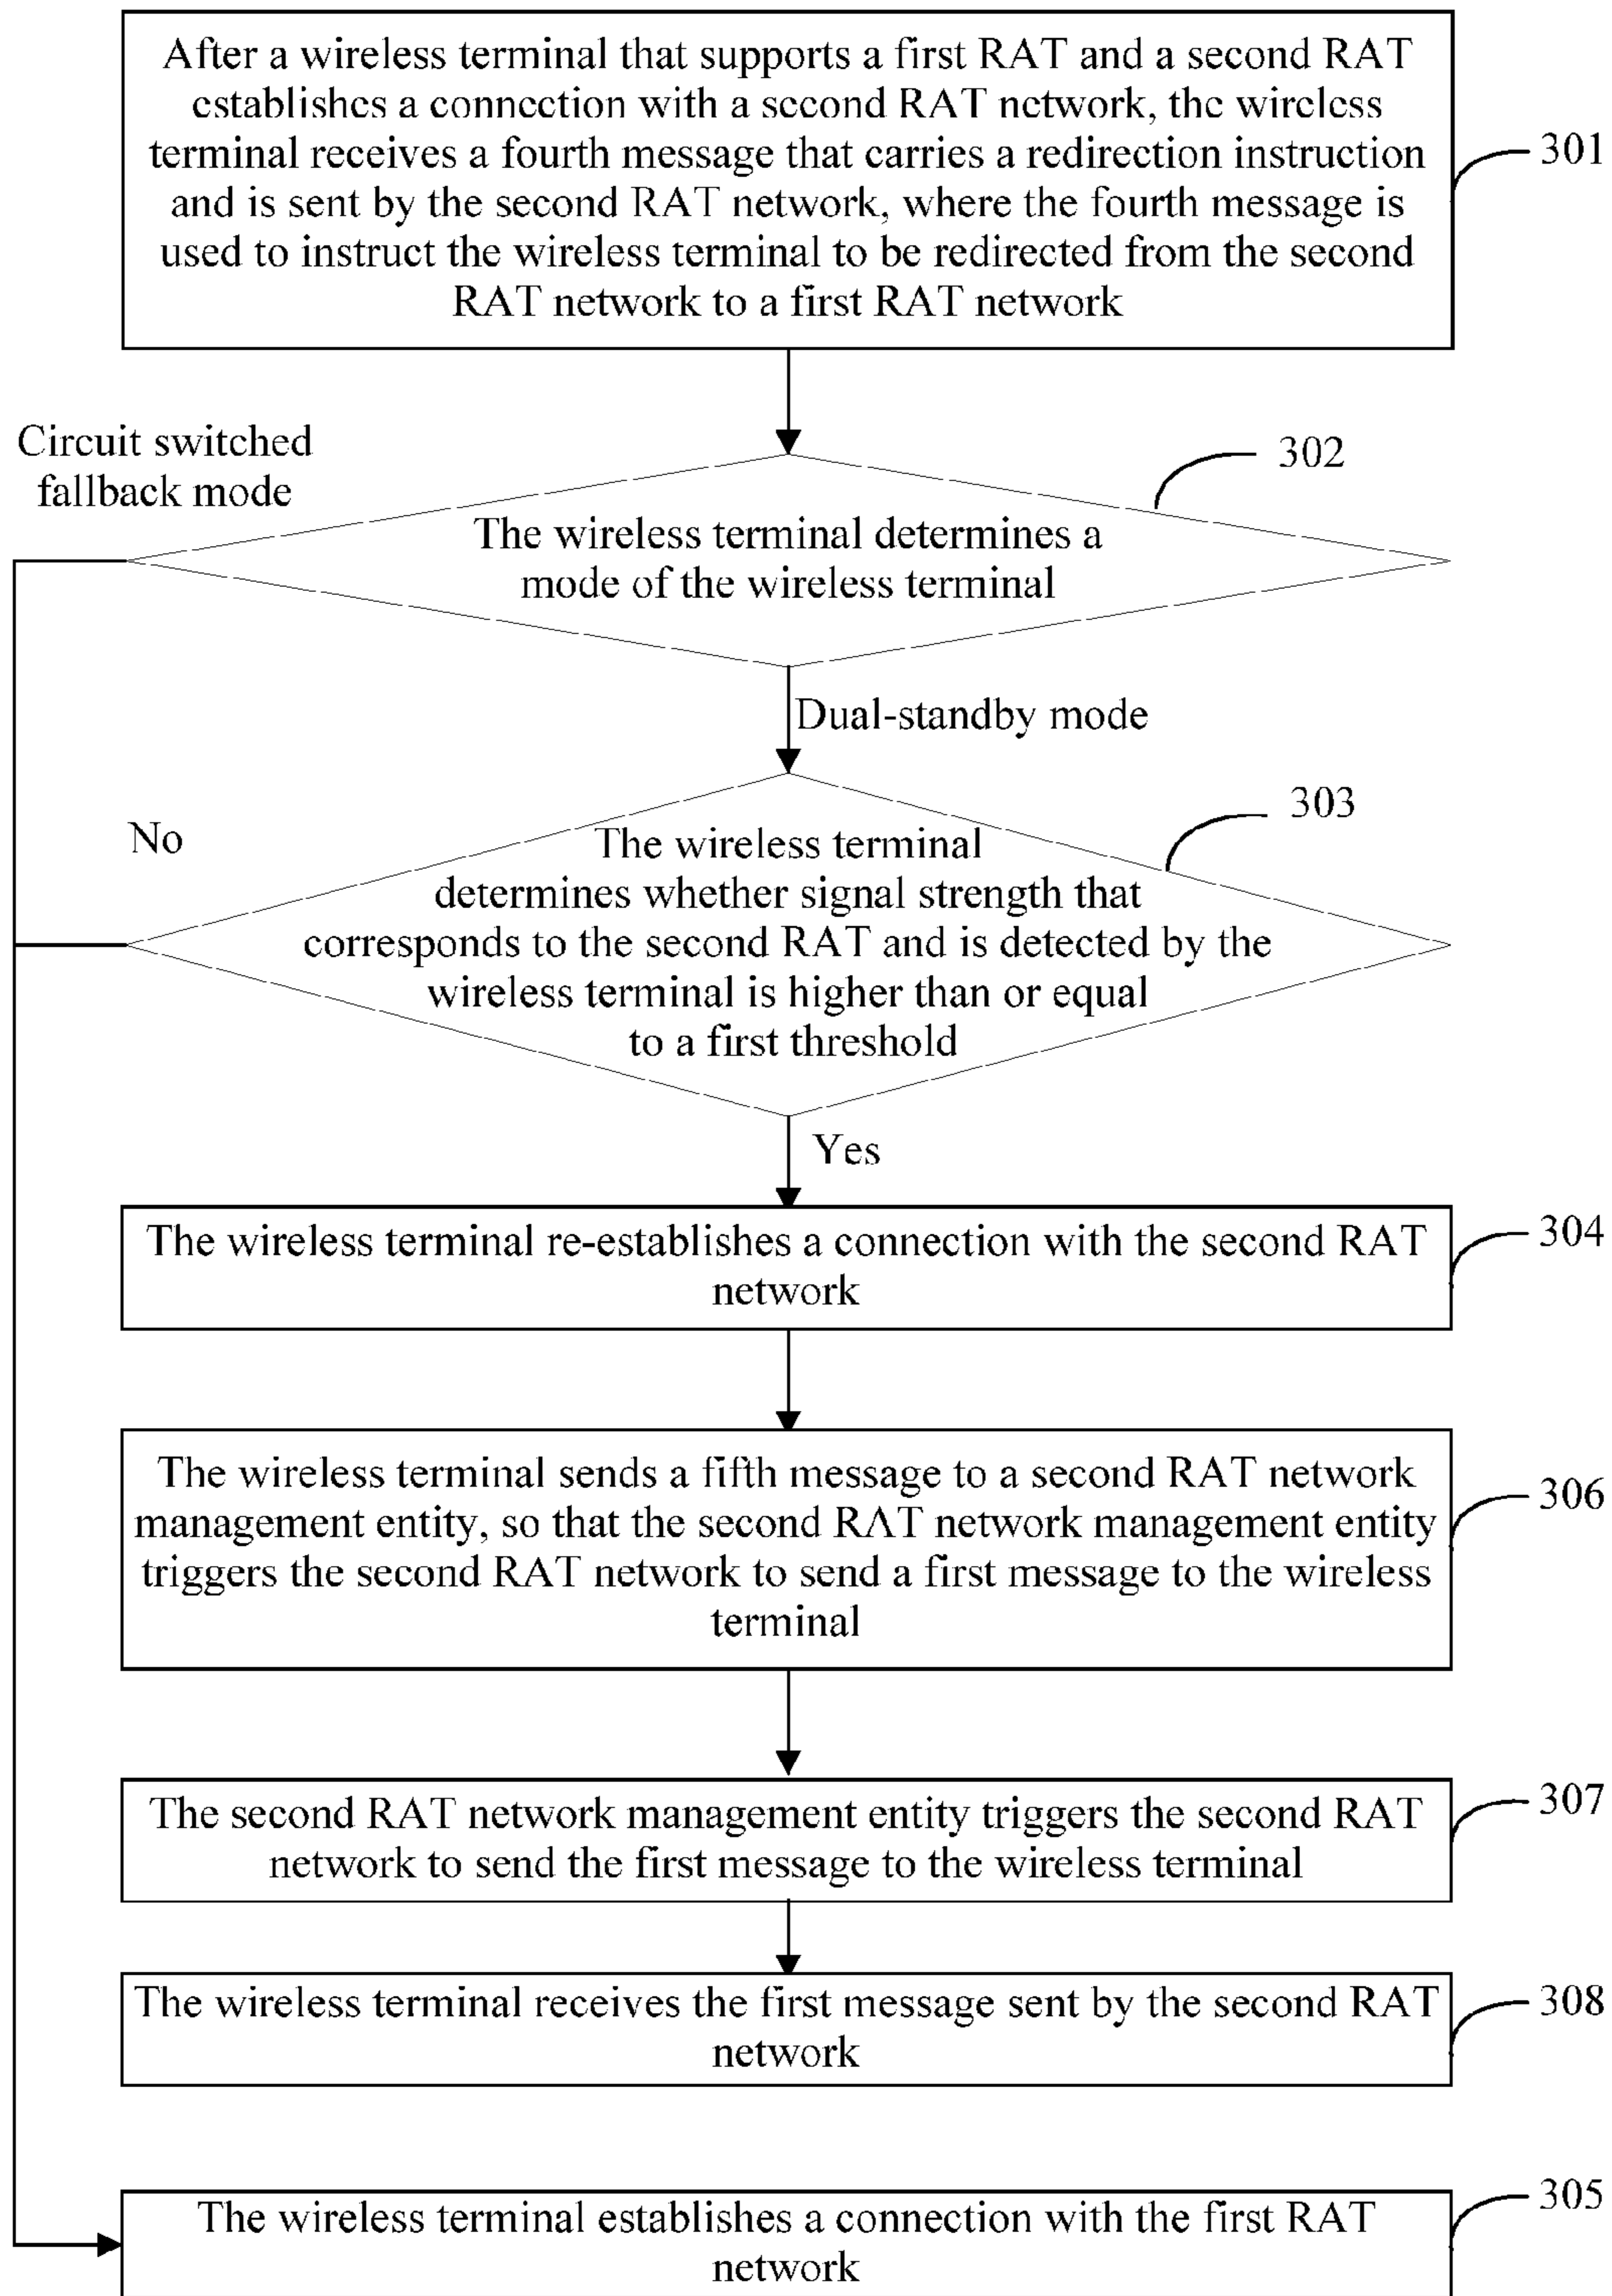 After a wireless terminal that supports a first RAT and a second RAT
establishes a connection with a second RAT network, the wireless
terminal receives a fourth message that carries a redirection instruction
and is sent by the second RAT network, where the fourth message is
used to instruct the wireless terminal to be redirected from the second
RAT network to a first RAT network
301
Circuit switched
fallback mode
302
The wireless terminal determines a
mode of the wireless terminal
Dual-standby mode
303
No
The wireless terminal
determines whether signal strength that
corresponds to the second RAT and is detected by the
wireless terminal is higher than or equal
to a first threshold
Yes
The wireless terminal re-establishes a connection with the second RAT
network
304
The wireless terminal sends a fifth message to a second RAT network
management entity, so that the second RAT network management entity
triggers the second RAT network to send a first message to the wireless
terminal
306
The second RAT network management entity triggers the second RAT
network to send the first message to the wireless terminal
307
The wireless terminal receives the first message sent by the second RAT
network
308
The wireless terminal establishes a connection with the first RAT
network
305